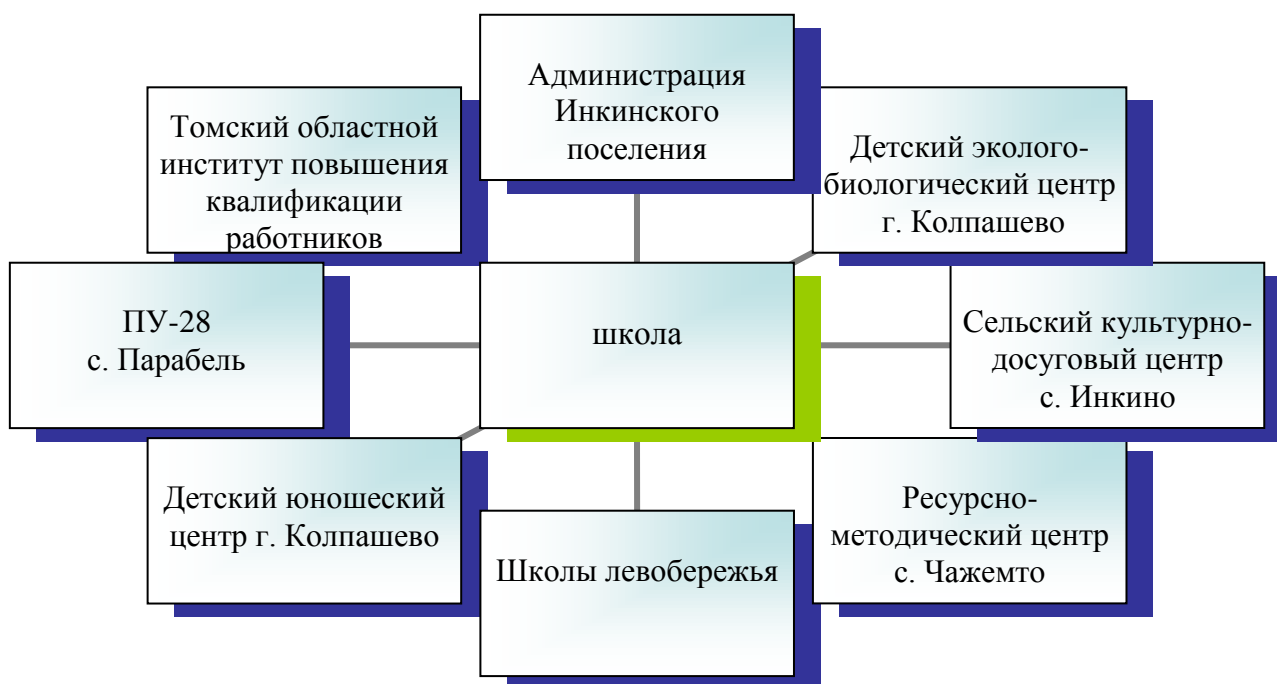 Администрация
Инкинского
поселения
Томский областной
институт повышения
квалификации
работников
Детский эколого-
биологический центр
г. Колпашево
ПУ-28
с. Парабель
школа
Сельский культурно-
досуговый центр
с. Инкино
Детский юношеский
центр г. Колпашево
Школы левобережья
Ресурсно-
методический центр
с. Чажемто